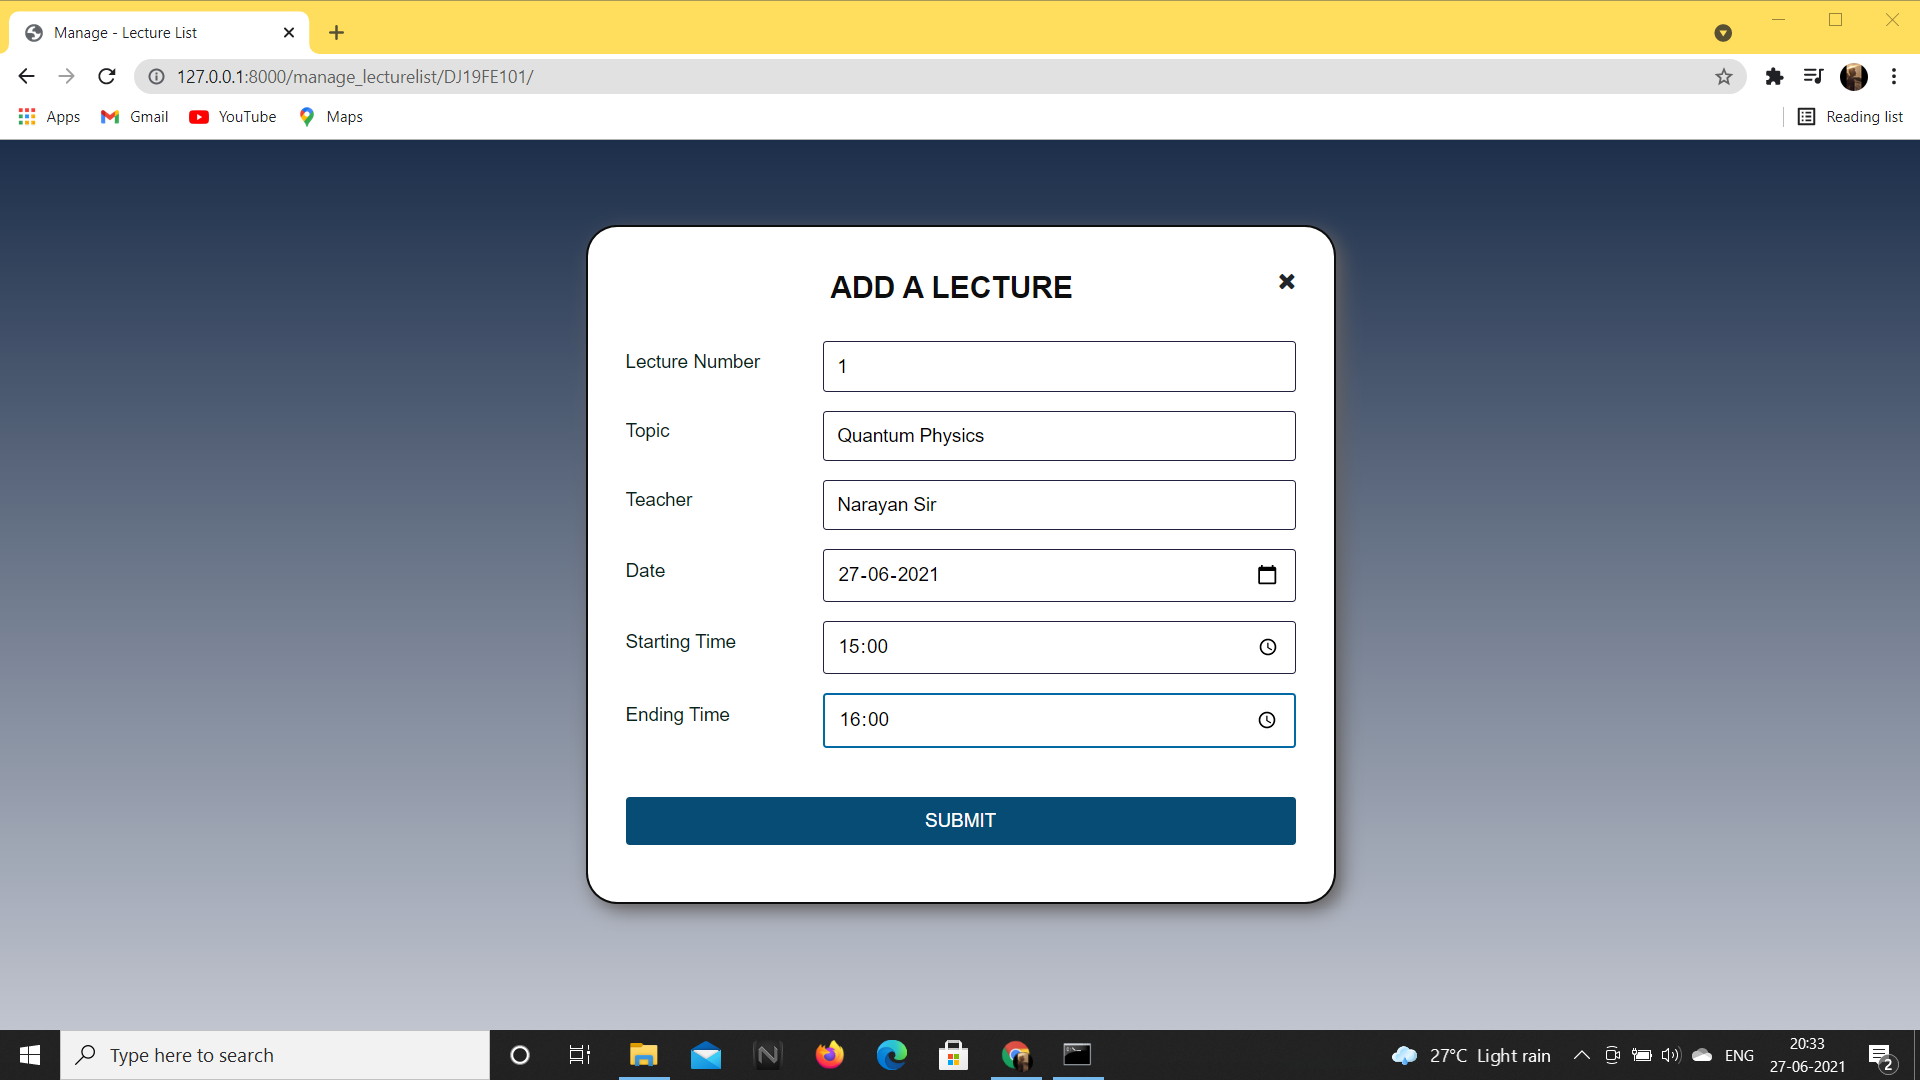 Manage - Lecture List
127.0.0.1:8000/manage_lecturelist/DJ19FE101/
Apps Gmail YouTube Maps Reading list
ADD A LECTURE
Lecture Number 1
Topic Quantum Physics
Teacher Narayan Sir
Date 27-06-2021
Starting Time 15:00
Ending Time 16:00
SUBMIT
Type here to search
27°C Light rain
ENG
20:33
27-06-2021
2